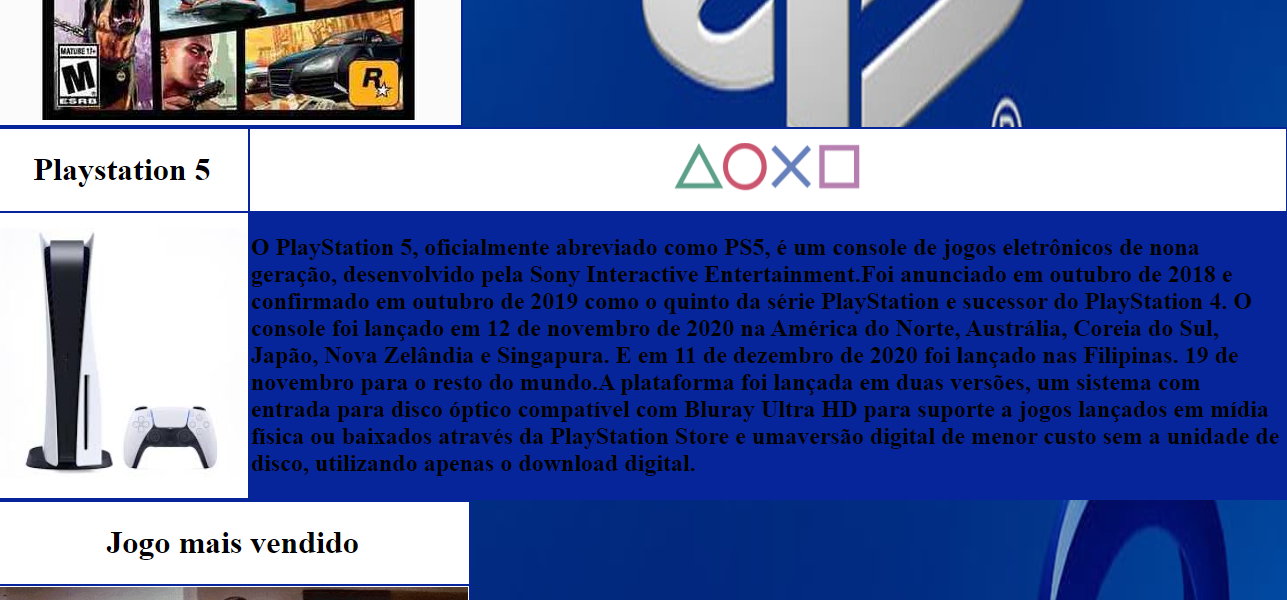 MATURE 17+
M
ESRB
R
®
Playstation 5
O PlayStation 5, oficialmente abreviado como PS5, é um console de jogos eletrônicos de nona
geração, desenvolvido pela Sony Interactive Entertainment.Foi anunciado em outubro de 2018 e
confirmado em outubro de 2019 como o quinto da série PlayStation e sucessor do PlayStation 4. O
console foi lançado em 12 de novembro de 2020 na América do Norte, Austrália, Coreia do Sul,
Japão, Nova Zelândia e Singapura. E em 11 de dezembro de 2020 foi lançado nas Filipinas. 19 de
novembro para o resto do mundo.A plataforma foi lançada em duas versões, um sistema com
entrada para disco óptico compatível com Bluray Ultra HD para suporte a jogos lançados em mídia
física ou baixados através da PlayStation Store e umaversão digital de menor custo sem a unidade de
disco, utilizando apenas o download digital.
Jogo mais vendido